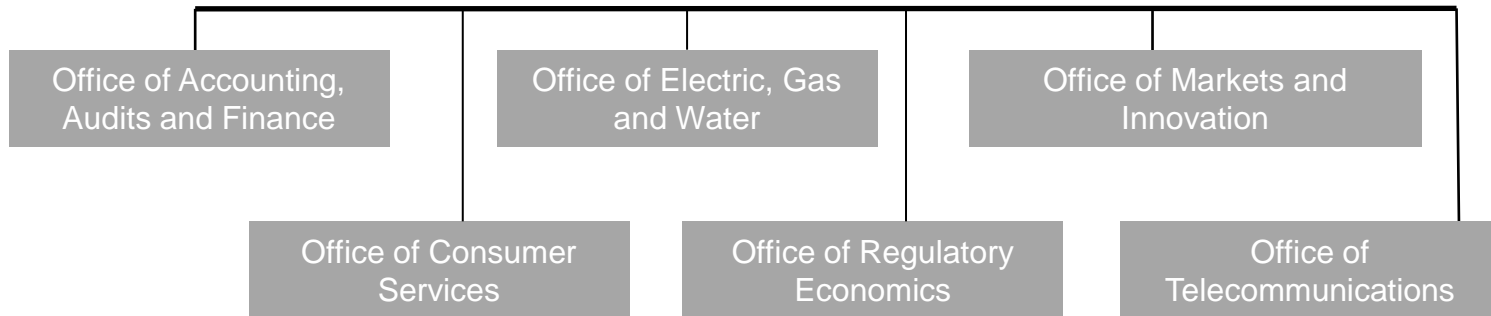 Office of Accounting,
Audits and Finance
Office of Electric, Gas
and Water
Office of Markets and
Innovation
Office of Consumer
Services
Office of Regulatory
Economics
Office of
Telecommunications